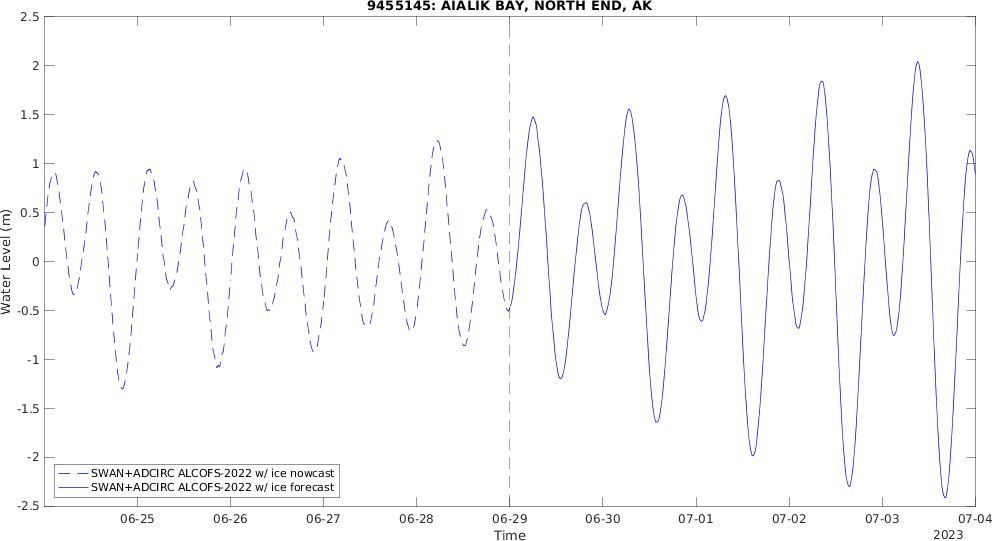 9455145: AIALIK BAY, NORTH END, AK
2.5
2
1.5
1
0.5
0
-0.5
-1
-1.5
-2
-2.5
Water Level (m)
SWAN+ADCIRC ALCOFS-2022 w/ ice nowcast
SWAN+ADCIRC ALCOFS-2022 w/ ice forecast
06-25 06-26 06-27 06-28 06-29 06-30 07-01 07-02 07-03 07-04
Time
2023